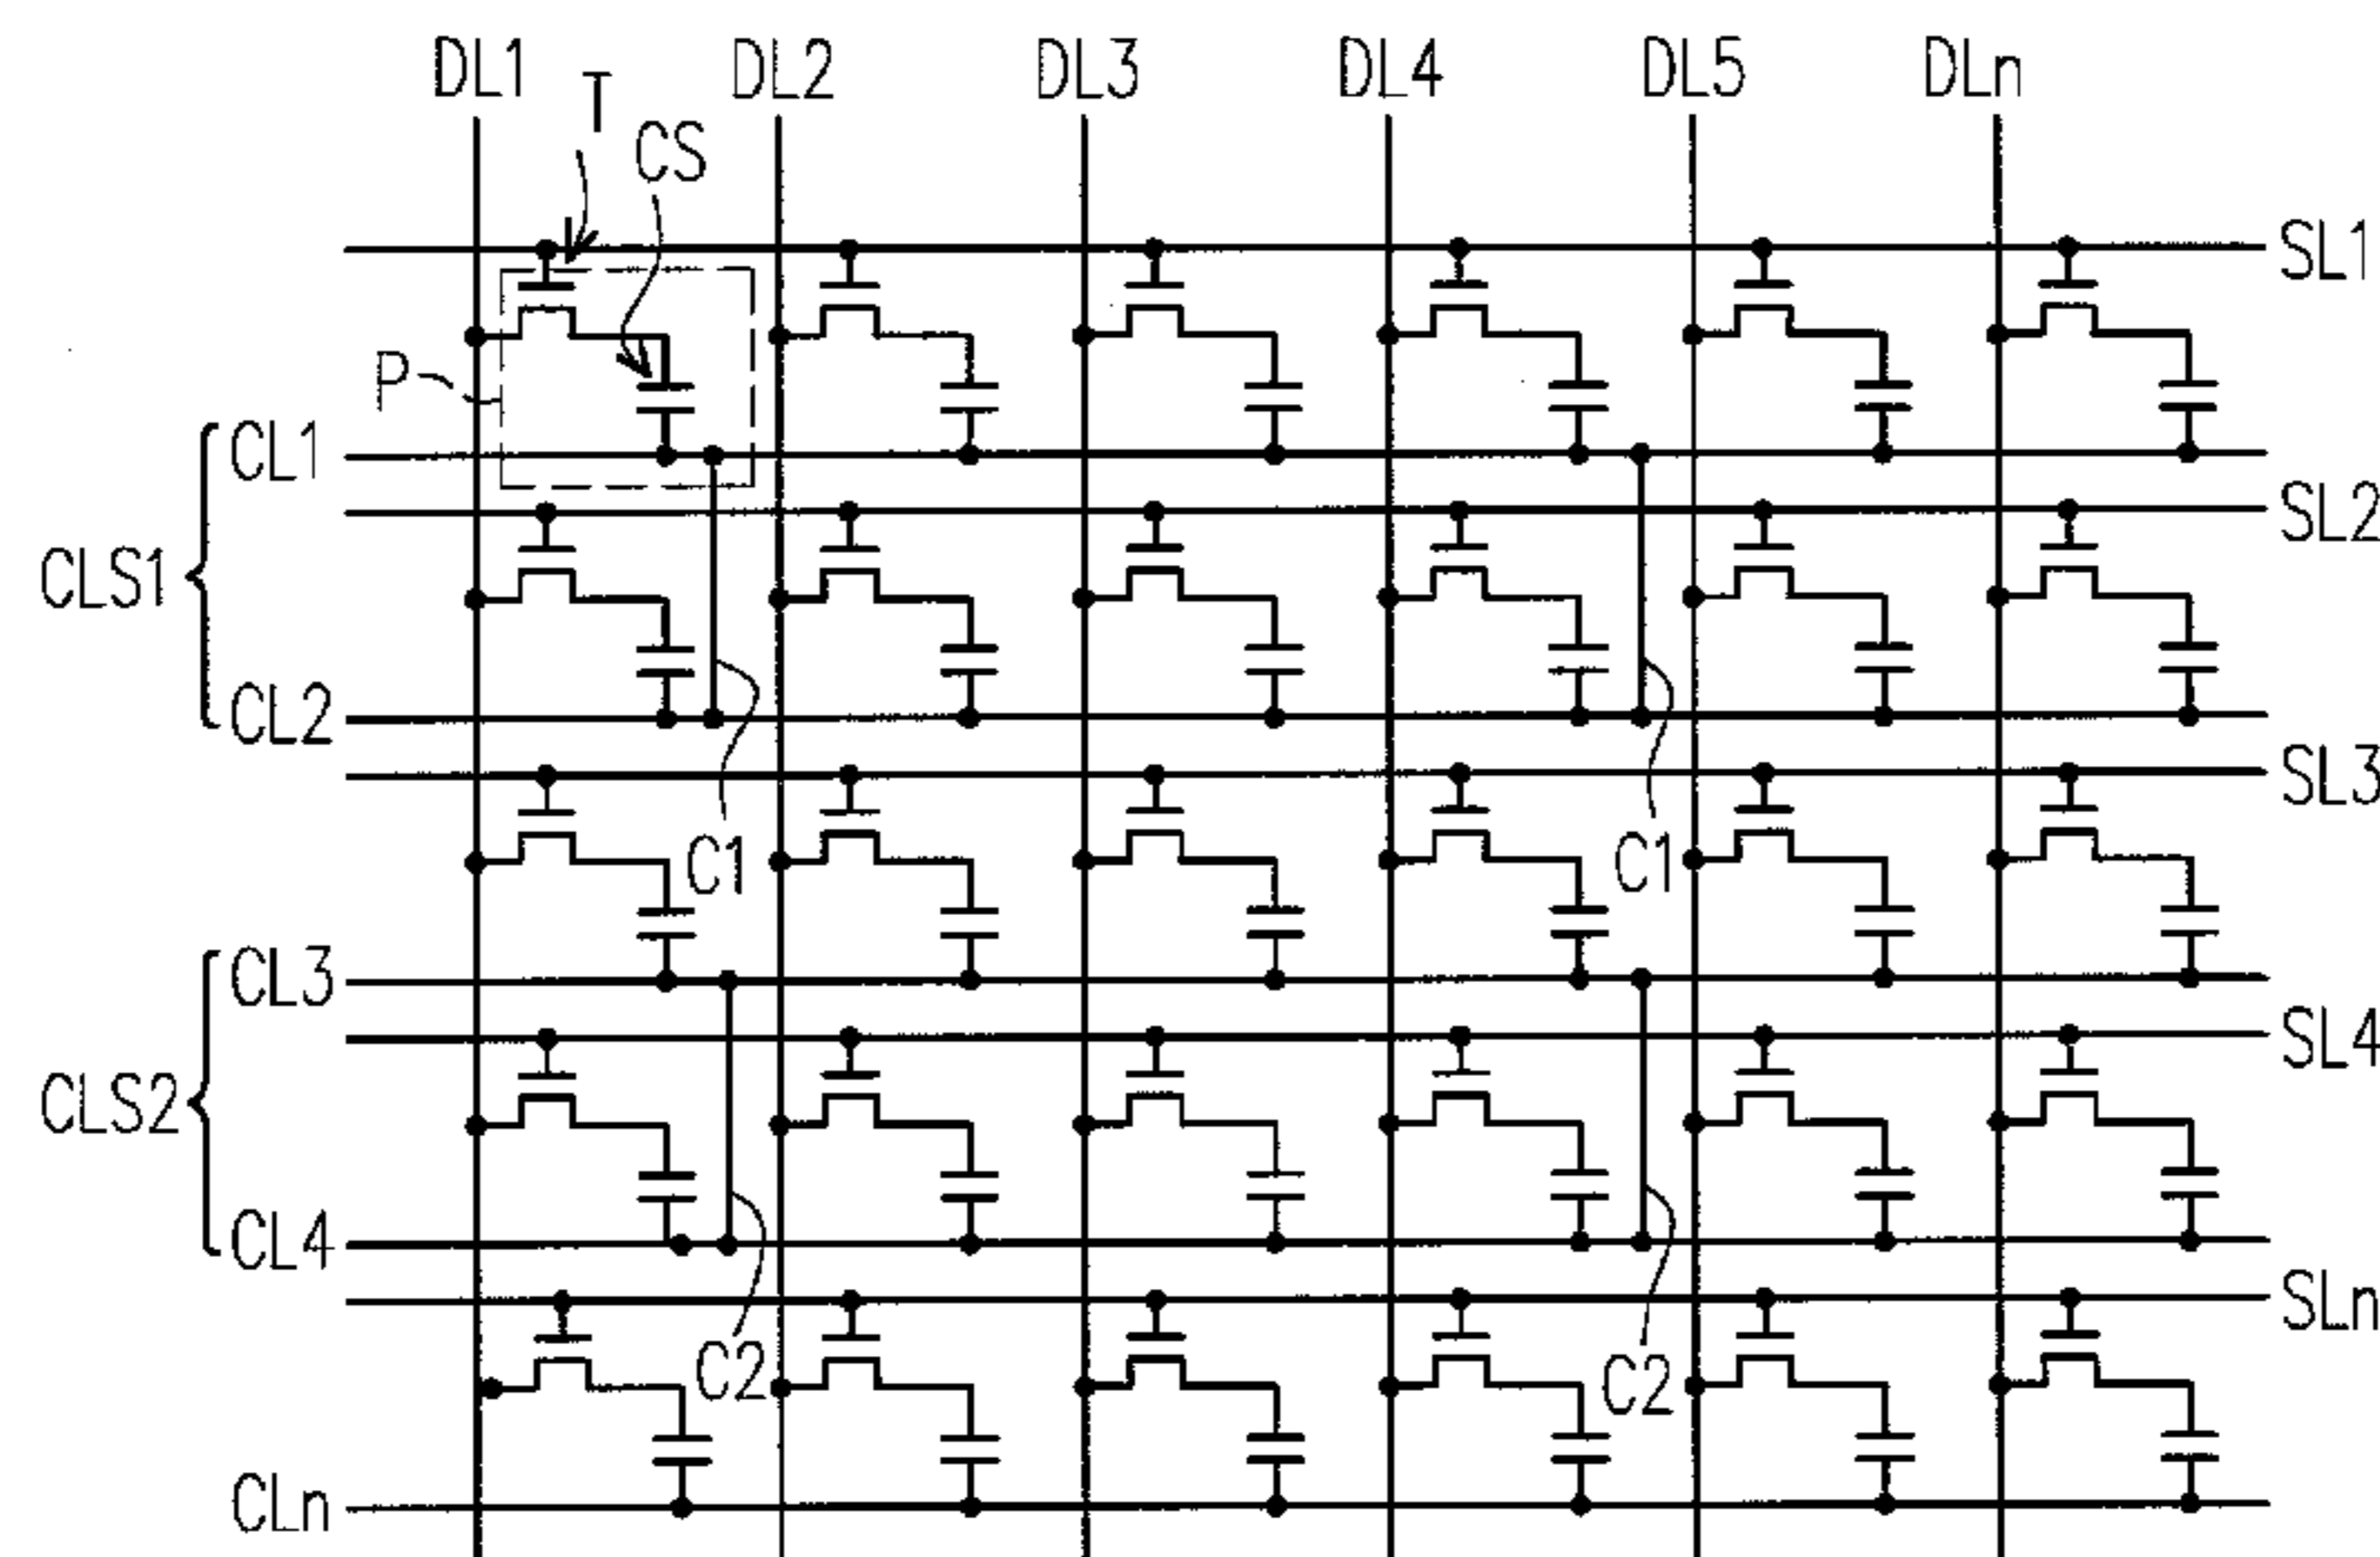 DL1 DL2 DL3 DL4 DL5 DLn
T
CS
SL1
P
CL1
SL2
CLS1
CL2
SL3
C1 C1
CL3
SL4
CLS2
CL4
SLn
C2 C2
CLn